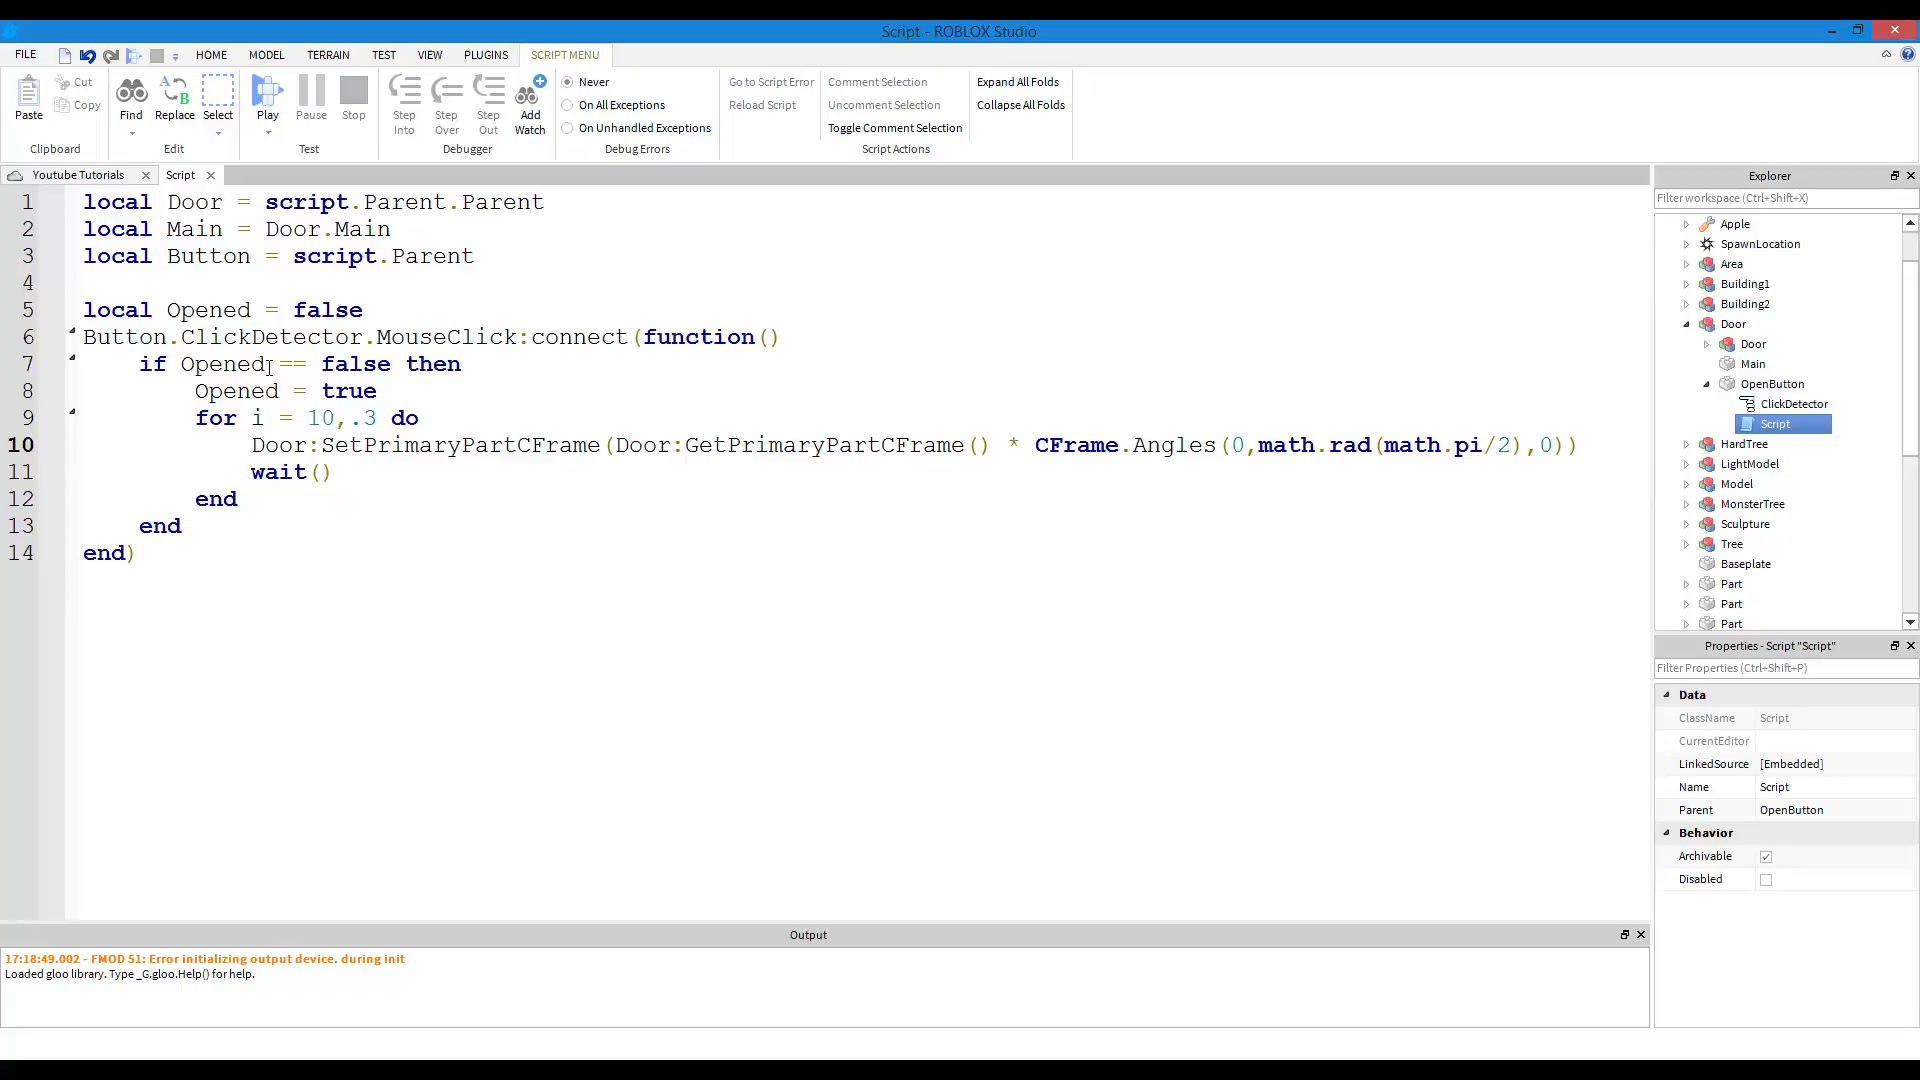 Script - ROBLOX Studio
FILE HOME MODEL TERRAIN TEST VIEW PLUGINS SCRIPT MENU
Paste Cut Copy Find Replace Select Play Pause Stop Step Into Step Over Step Out Add Watch
Never
On All Exceptions
On Unhandled Exceptions
Go to Script Error
Reload Script
Comment Selection
Uncomment Selection
Toggle Comment Selection
Expand All Folds
Collapse All Folds
Clipboard Edit Test Debugger Debug Errors Script Actions
Youtube Tutorials Script
1 local Door = script.Parent.Parent
2 local Main = Door.Main
3 local Button = script.Parent
4
5 local Opened = false
6 Button.ClickDetector.MouseClick:connect(function()
7 if Opened == false then
8 Opened = true
9 for i = 10,.3 do
10 Door:SetPrimaryPartCFrame(Door:GetPrimaryPartCFrame() * CFrame.Angles(0,math.rad(math.pi/2),0))
11 wait()
12 end
13 end
14 end)
Explorer
Filter workspace (Ctrl+Shift+X)
Apple
SpawnLocation
Area
Building1
Building2
Door
Door
Main
OpenButton
ClickDetector
Script
HardTree
LightModel
Model
MonsterTree
Sculpture
Tree
Baseplate
Part
Part
Part
Properties - Script "Script"
Filter Properties (Ctrl+Shift+P)
Data
ClassName Script
CurrentEditor
LinkedSource [Embedded]
Name Script
Parent OpenButton
Behavior
Archivable
Disabled
Output
17:18:49.002 - FMOD 51: Error initializing output device. during init
Loaded gloo library. Type _G.gloo.Help() for help.